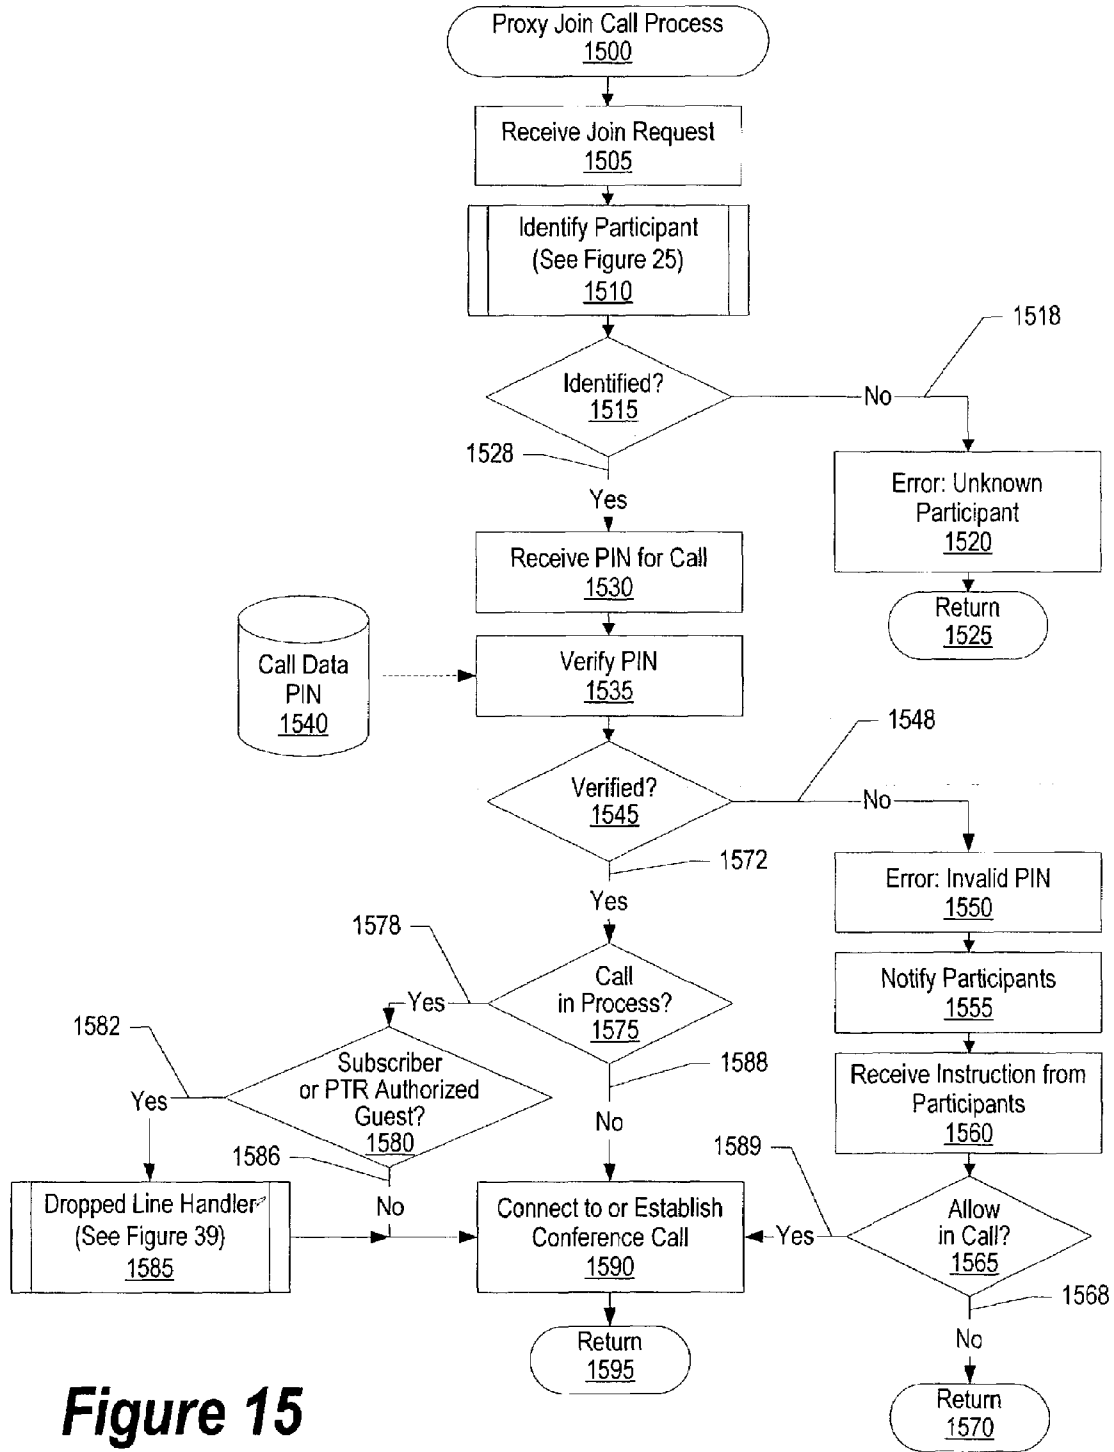 Proxy Join Call Process
1500
Receive Join Request
1505
Identify Participant
(See Figure 25)
1510
1518
Identified?
1515
No
1528
Yes
Error: Unknown
Participant
1520
Receive PIN for Call
1530
Return
1525
Call Data
PIN
1540
Verify PIN
1535
1548
Verified?
1545
No
1572
Error: Invalid PIN
1550
Yes
1578
Call
in Process?
1575
Yes
Notify Participants
1555
1582
Subscriber
or PTR Authorized
Guest?
1580
Yes
1588
Receive Instruction from
Participants
1560
1586
No
No
1589
Dropped Line Handler
(See Figure 39)
1585
Connect to or Establish
Conference Call
1590
Yes
Allow
in Call?
1565
1568
No
Return
1595
Return
1570
Figure 15